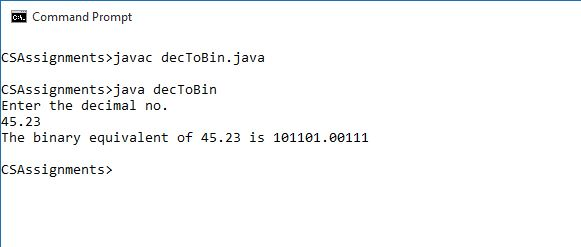 Command Prompt
CSAssignments>javac decToBin.java
CSAssignments>java decToBin
Enter the decimal no.
45.23
The binary equivalent of 45.23 is 101101.00111
CSAssignments>